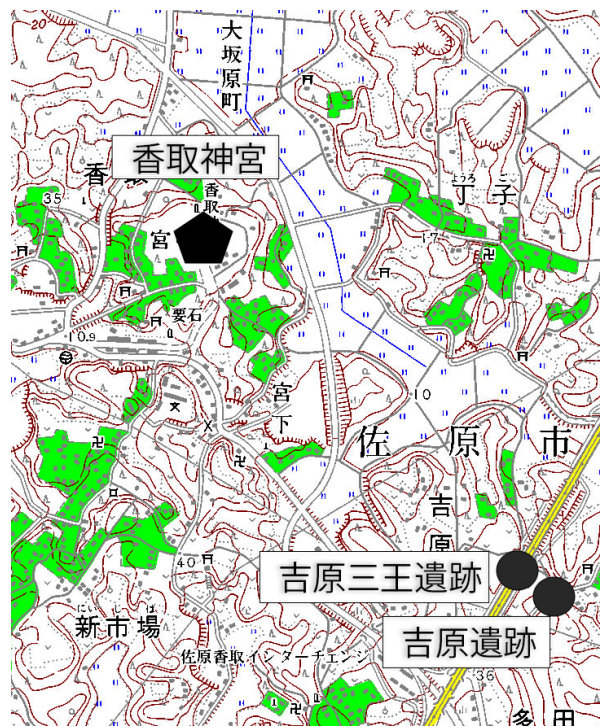 20
大坂原町
香取神宮
香取
35
香取
宮
ようろ ご
丁子
17
要石
10.9
宮下
10
佐原市
吉原
吉原三王遺跡
40
にいしば
新市場
吉原遺跡
佐原香取インターチェンジ
36
多田